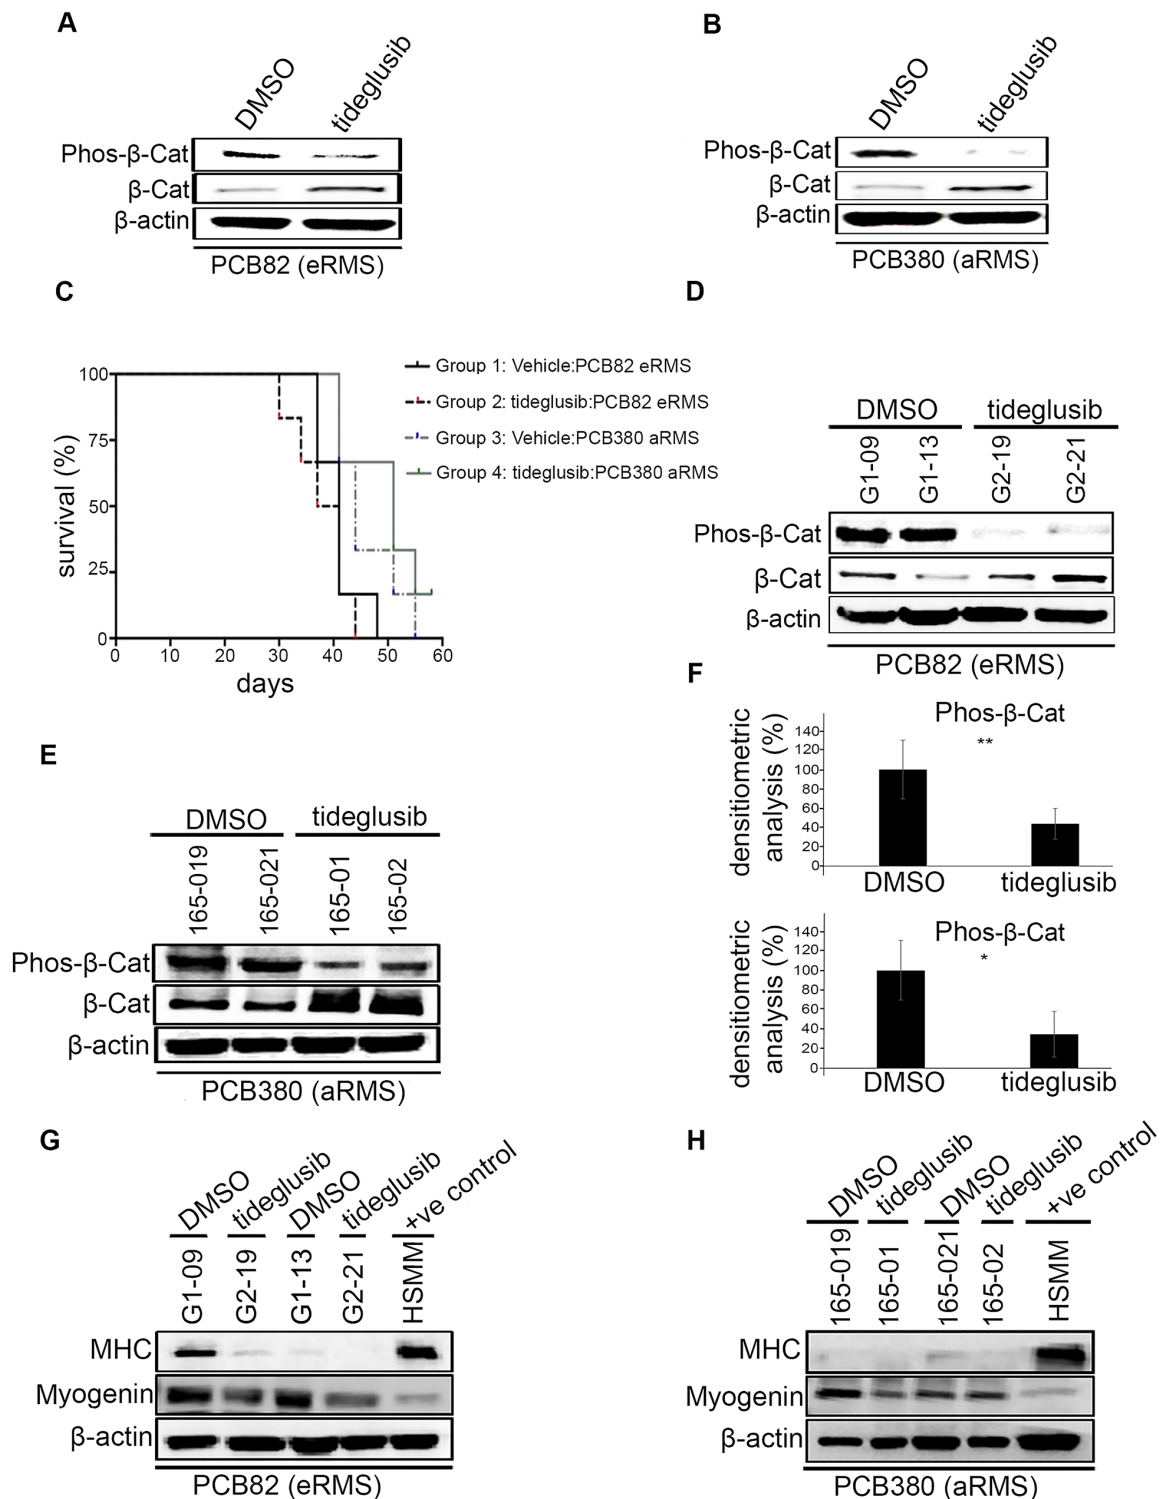 A
DMSO
tideglusib
Phos-β-Cat
β-Cat
β-actin
PCB82 (eRMS)
B
DMSO
tideglusib
Phos-β-Cat
β-Cat
β-actin
PCB380 (aRMS)
C
survival (%)
100
75
50
25
0
0 10 20 30 40 50 60
days
Group 1: Vehicle:PCB82 eRMS
Group 2: tideglusib:PCB82 eRMS
Group 3: Vehicle:PCB380 aRMS
Group 4: tideglusib:PCB380 aRMS
D
DMSO tideglusib
G1-09 G1-13 G2-19 G2-21
Phos-β-Cat
β-Cat
β-actin
PCB82 (eRMS)
E
DMSO tideglusib
165-019 165-021 165-01 165-02
Phos-β-Cat
β-Cat
β-actin
PCB380 (aRMS)
F
densitiometric
analysis (%)
Phos-β-Cat
**
140
120
100
80
60
40
20
0
DMSO tideglusib
densitiometric
analysis (%)
Phos-β-Cat
*
140
120
100
80
60
40
20
0
DMSO tideglusib
G
DMSO tideglusib DMSO tideglusib +ve control
G1-09 G2-19 G1-13 G2-21 HSMM
MHC
Myogenin
β-actin
PCB82 (eRMS)
H
DMSO tideglusib DMSO tideglusib +ve control
165-019 165-01 165-021 165-02 HSMM
MHC
Myogenin
β-actin
PCB380 (aRMS)